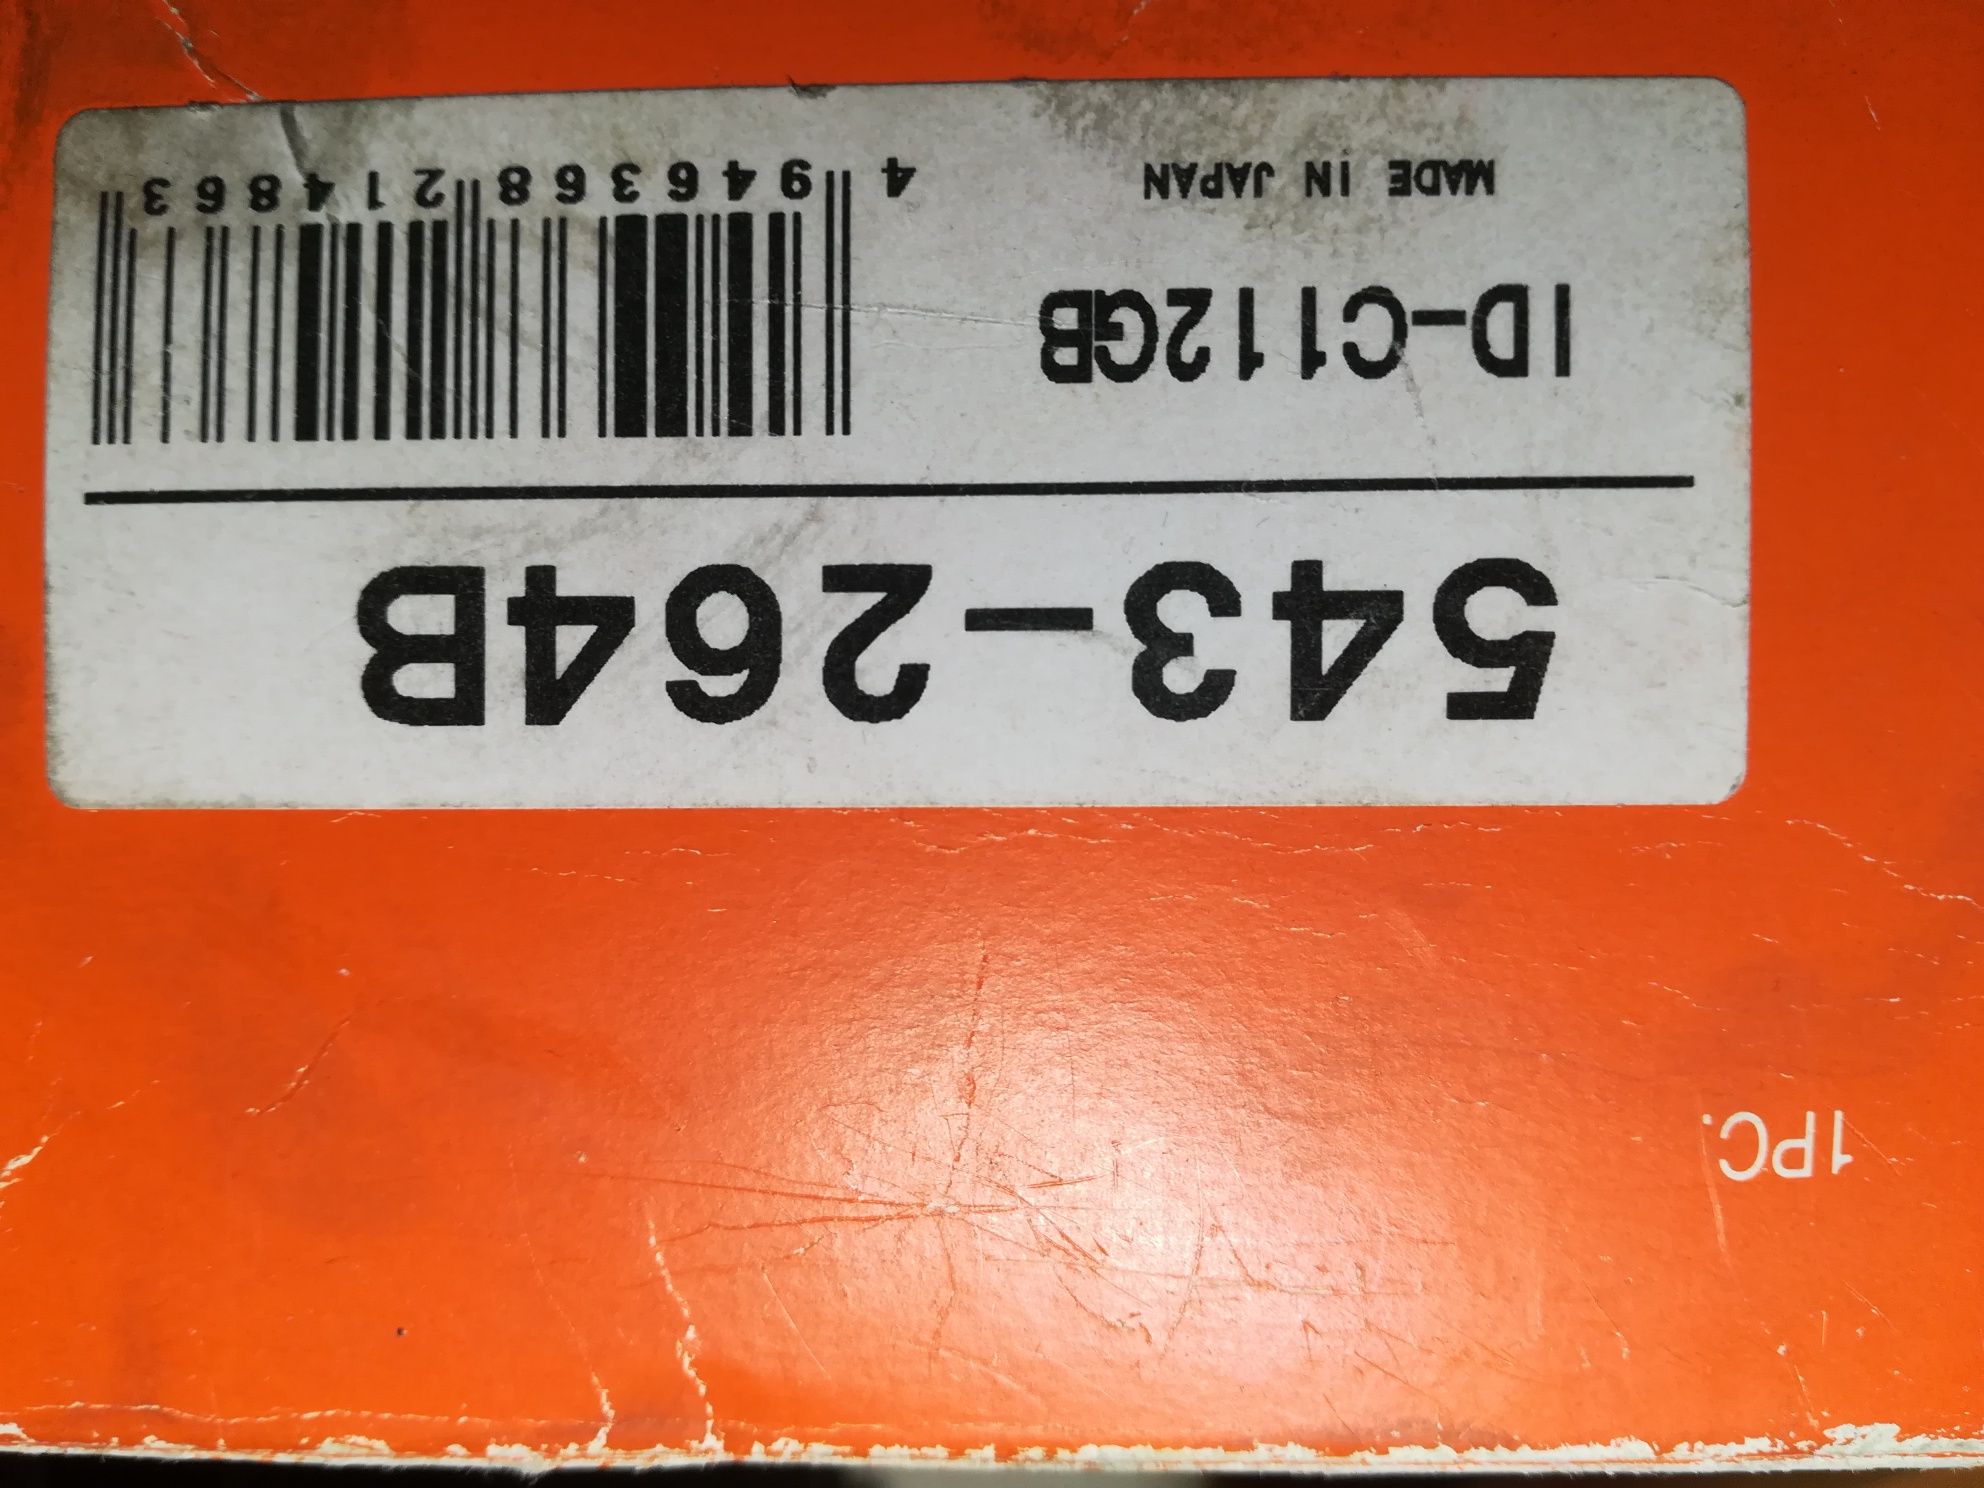 1PC.
543-264B
ID-C112GB
MADE IN JAPAN
4 946368 214863